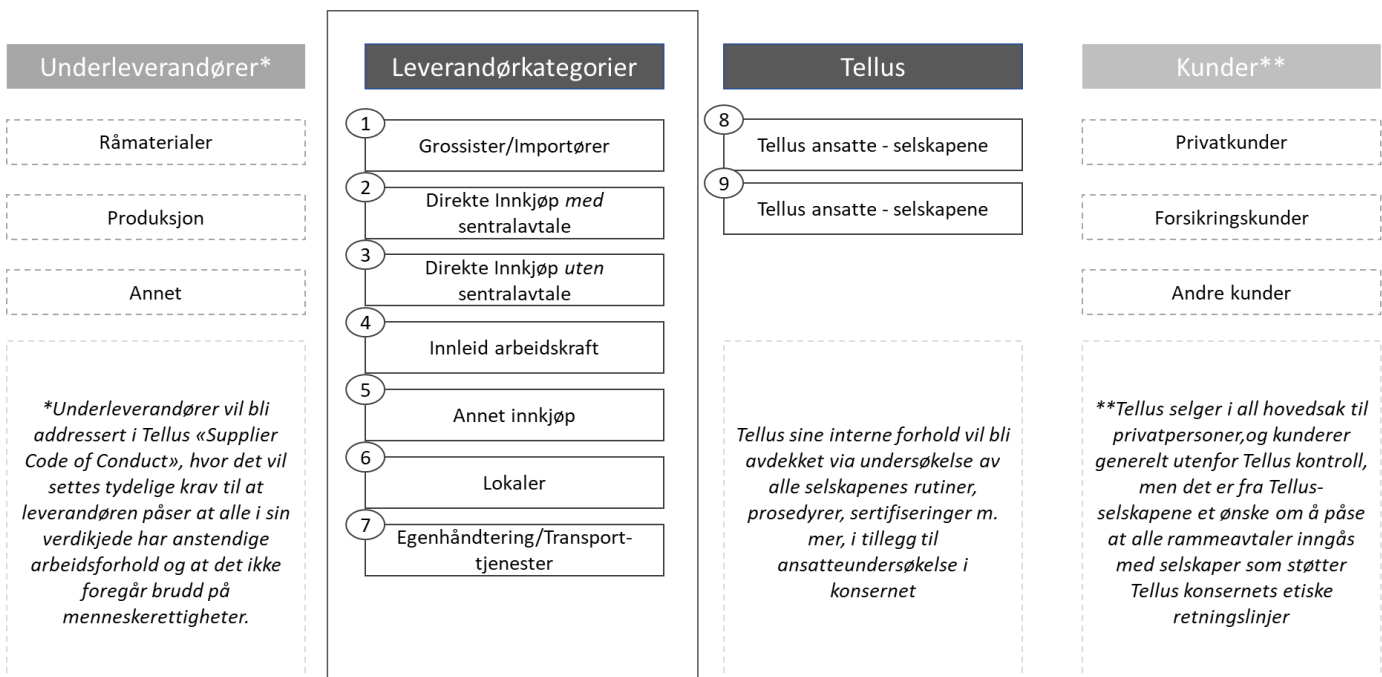 Underleverandører*
Råmaterialer
Produksjon
Annet
*Underleverandører vil bli
addressert i Tellus «Supplier
Code of Conduct», hvor det vil
settes tydelige krav til at
leverandøren påser at alle i sin
verdikjede har anstendige
arbeidsforhold og at det ikke
foregår brudd på
menneskerettigheter.
Leverandørkategorier
1
Grossister/Importører
2
Direkte Innkjøp med
sentralavtale
3
Direkte Innkjøp uten
sentralavtale
4
Innleid arbeidskraft
5
Annet innkjøp
6
Lokaler
7
Egenhåndtering/Transport-
tjenester
Tellus
8
Tellus ansatte - selskapene
9
Tellus ansatte - selskapene
Tellus sine interne forhold vil bli
avdekket via undersøkelse av
alle selskapenes rutiner,
prosedyrer, sertifiseringer m.
mer, i tillegg til
ansatteundersøkelse i
konsernet
Kunder**
Privatkunder
Forsikringskunder
Andre kunder
**Tellus selger i all hovedsak til
privatpersoner,og kunderer
generelt utenfor Tellus kontroll,
men det er fra Tellus-
selskapene et ønske om å påse
at alle rammeavtaler inngås
med selskaper som støtter
Tellus konsernets etiske
retningslinjer